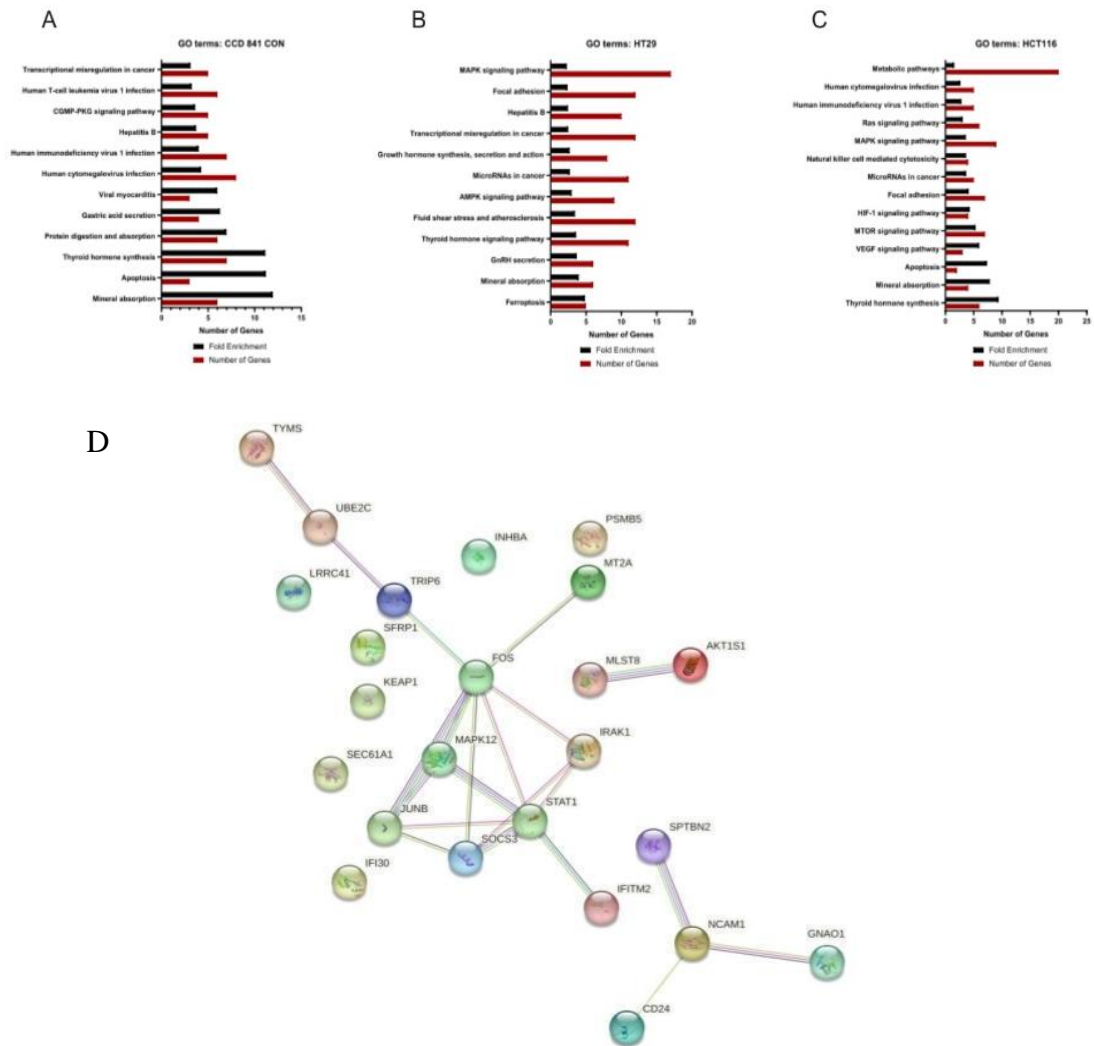 A
GO terms: CCD 841 CON
Transcriptional misregulation in cancer
Human T-cell leukemia virus 1 infection
CGMP-PKG signaling pathway
Hepatitis B
Human immunodeficiency virus 1 infection
Human cytomegalovirus infection
Viral myocarditis
Gastric acid secretion
Protein digestion and absorption
Thyroid hormone synthesis
Apoptosis
Mineral absorption
0 5 10 15
Number of Genes
Fold Enrichment
Number of Genes
B
GO terms: HT29
MAPK signaling pathway
Focal adhesion
Hepatitis B
Transcriptional misregulation in cancer
Growth hormone synthesis, secretion and action
MicroRNAs in cancer
AMPK signaling pathway
Fluid shear stress and atherosclerosis
Thyroid hormone signaling pathway
GnRH secretion
Mineral absorption
Ferroptosis
0 5 10 15 20
Number of Genes
Fold Enrichment
Number of Genes
C
GO terms: HCT116
Metabolic pathways
Human cytomegalovirus infection
Human immunodeficiency virus 1 infection
Ras signaling pathway
MAPK signaling pathway
Natural killer cell mediated cytotoxicity
MicroRNAs in cancer
Focal adhesion
HIF-1 signaling pathway
MTOR signaling pathway
VEGF signaling pathway
Apoptosis
Mineral absorption
Thyroid hormone synthesis
0 5 10 15 20 25
Number of Genes
Fold Enrichment
Number of Genes
D
TYMS
UBE2C
PSMB5
INHBA
MT2A
LRRC41
TRIP6
SFRP1
AKT1S1
FOS
MLST8
KEAP1
IRAK1
MAPK12
SEC61A1
STAT1
JUNB
SPTBN2
SOCS3
IFI30
IFITM2
NCAM1
GNAO1
CD24